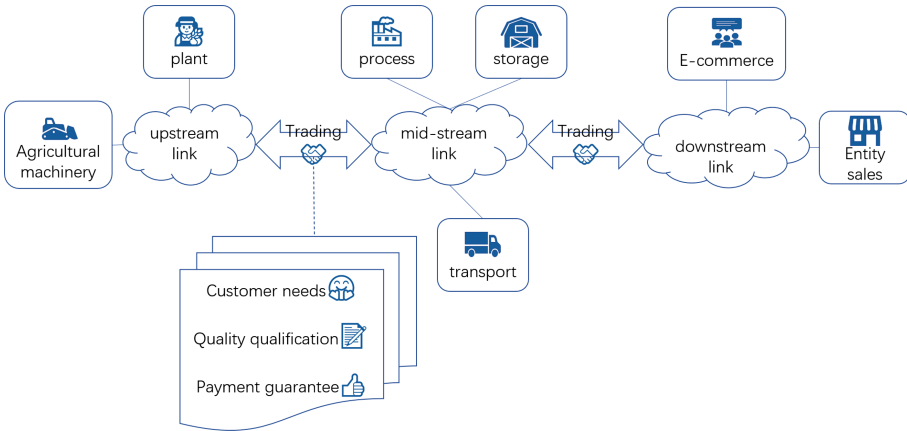 plant
process
storage
E-commerce
Agricultural
machinery
upstream
link
Trading
mid-stream
link
Trading
downstream
link
Entity
sales
transport
Customer needs
Quality qualification
Payment guarantee